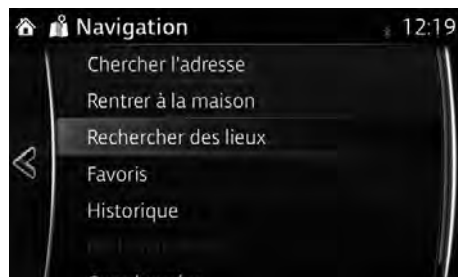 Navigation 12:19
Chercher l'adresse
Rentrer à la maison
Rechercher des lieux
Favoris
Historique